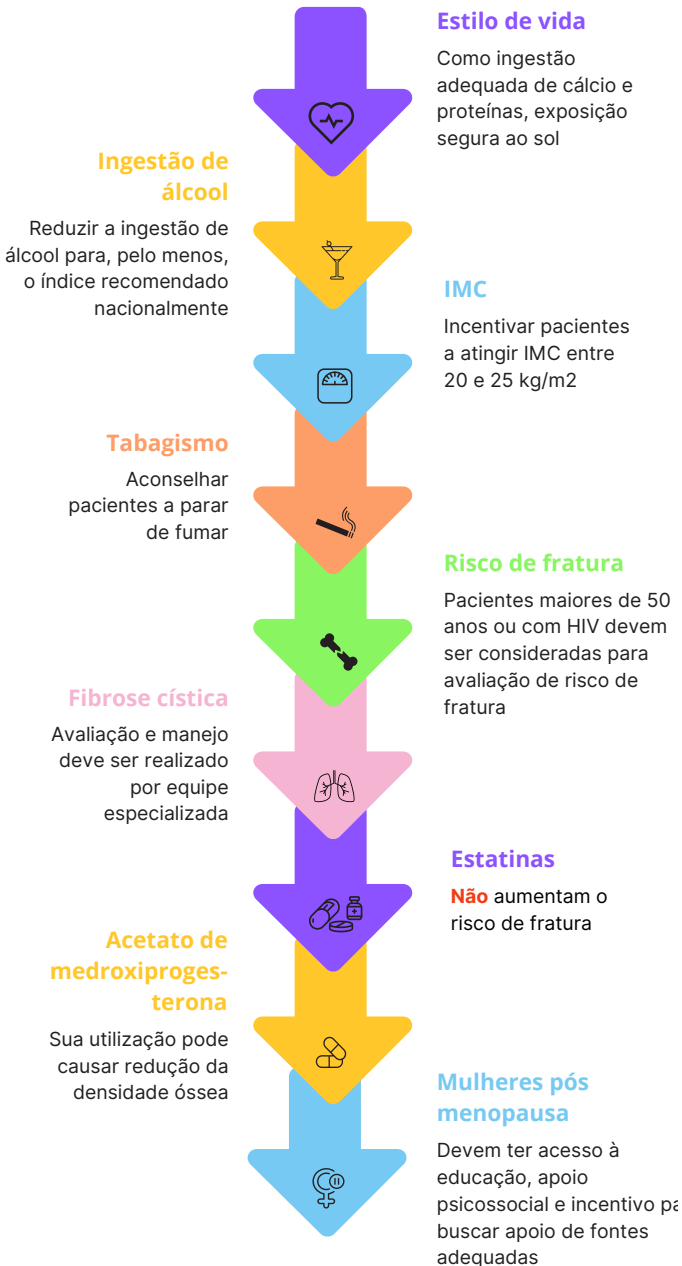 Estilo de vida
Como ingestão
adequada de cálcio e
proteínas, exposição
segura ao sol
Ingestão de
álcool
Reduzir a ingestão de
álcool para, pelo menos,
o índice recomendado
nacionalmente
IMC
Incentivar pacientes
a atingir IMC entre
20 e 25 kg/m2
Tabagismo
Aconselhar
pacientes a parar
de fumar
Risco de fratura
Pacientes maiores de 50
anos ou com HIV devem
ser consideradas para
avaliação de risco de
fratura
Fibrose cística
Avaliação e manejo
deve ser realizado
por equipe
especializada
Estatinas
Não aumentam o
risco de fratura
Acetato de
medroxiproges-
terona
Sua utilização pode
causar redução da
densidade óssea
Mulheres pós
menopausa
Devem ter acesso à
educação, apoio
psicossocial e incentivo
buscar apoio de fontes
adequadas